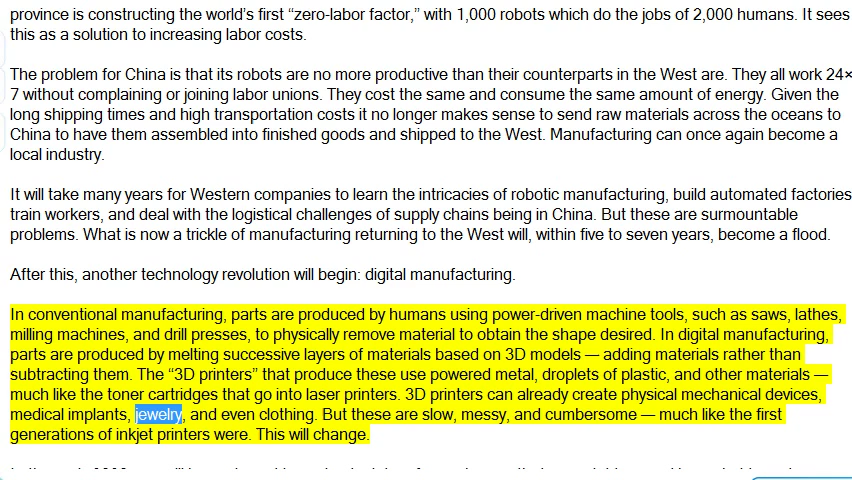 province is constructing the world’s first “zero-labor factor,” with 1,000 robots which do the jobs of 2,000 humans. It sees
this as a solution to increasing labor costs.
The problem for China is that its robots are no more productive than their counterparts in the West are. They all work 24×
7 without complaining or joining labor unions. They cost the same and consume the same amount of energy. Given the
long shipping times and high transportation costs it no longer makes sense to send raw materials across the oceans to
China to have them assembled into finished goods and shipped to the West. Manufacturing can once again become a
local industry.
It will take many years for Western companies to learn the intricacies of robotic manufacturing, build automated factories
train workers, and deal with the logistical challenges of supply chains being in China. But these are surmountable
problems. What is now a trickle of manufacturing returning to the West will, within five to seven years, become a flood.
After this, another technology revolution will begin: digital manufacturing.
In conventional manufacturing, parts are produced by humans using power-driven machine tools, such as saws, lathes,
milling machines, and drill presses, to physically remove material to obtain the shape desired. In digital manufacturing,
parts are produced by melting successive layers of materials based on 3D models — adding materials rather than
subtracting them. The “3D printers” that produce these use powered metal, droplets of plastic, and other materials —
much like the toner cartridges that go into laser printers. 3D printers can already create physical mechanical devices,
medical implants, jewelry, and even clothing. But these are slow, messy, and cumbersome — much like the first
generations of inkjet printers were. This will change.